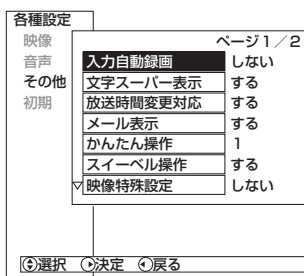 各種設定
映像
音声
その他
初期
ページ1／2
入力自動録画 しない
文字スーパー表示 する
放送時間変更対応 する
メール表示 する
かんたん操作 1
スイーベル操作 する
▽映像特殊設定 しない
選択 決定 戻る